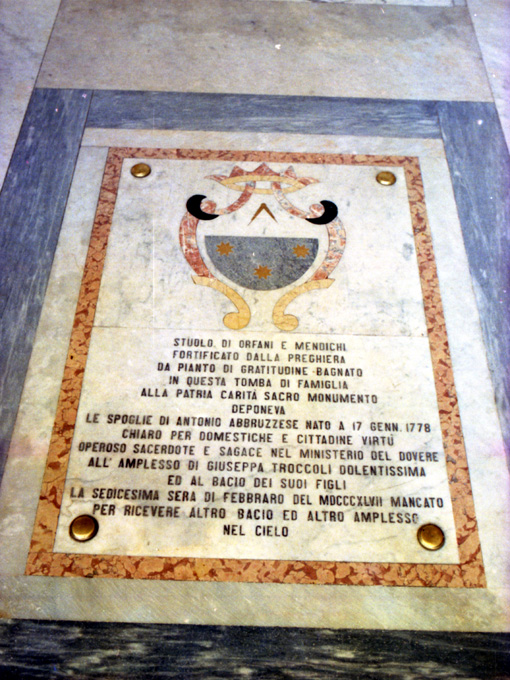 STUOLO DI ORFANI E MENDICHI
FORTIFICATO DALLA PREGHIERA
DA PIANTO DI GRATITUDINE BAGNATO
IN QUESTA TOMBA DI FAMIGLIA
ALLA PATRIA CARITÀ SACRO MONUMENTO
DEPONEVA
LE SPOGLIE DI ANTONIO ABBRUZZESE NATO A 17 GENN. 1778
CHIARO PER DOMESTICHE E CITTADINE VIRTÙ
OPEROSO SACERDOTE E SAGACE NEL MINISTERIO DEL DOVERE
ALL' AMPLESSO DI GIUSEPPA TROCCOLI DOLENTISSIMA
ED AL BACIO DEI SUOI FIGLI
LA SEDICESIMA SERA DI FEBBRARO DEL MDCCCXLVII MANCATO
PER RICEVERE ALTRO BACIO ED ALTRO AMPLESSO
NEL CIELO